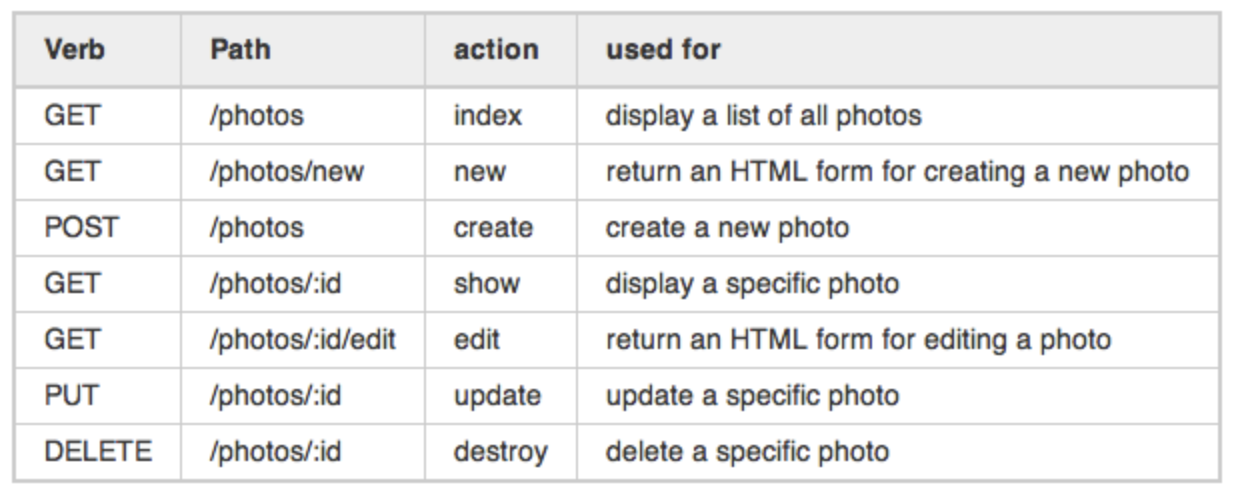 Verb Path action used for
GET /photos index display a list of all photos
GET /photos/new new return an HTML form for creating a new photo
POST /photos create create a new photo
GET /photos/:id show display a specific photo
GET /photos/:id/edit edit return an HTML form for editing a photo
PUT /photos/:id update update a specific photo
DELETE /photos/:id destroy delete a specific photo